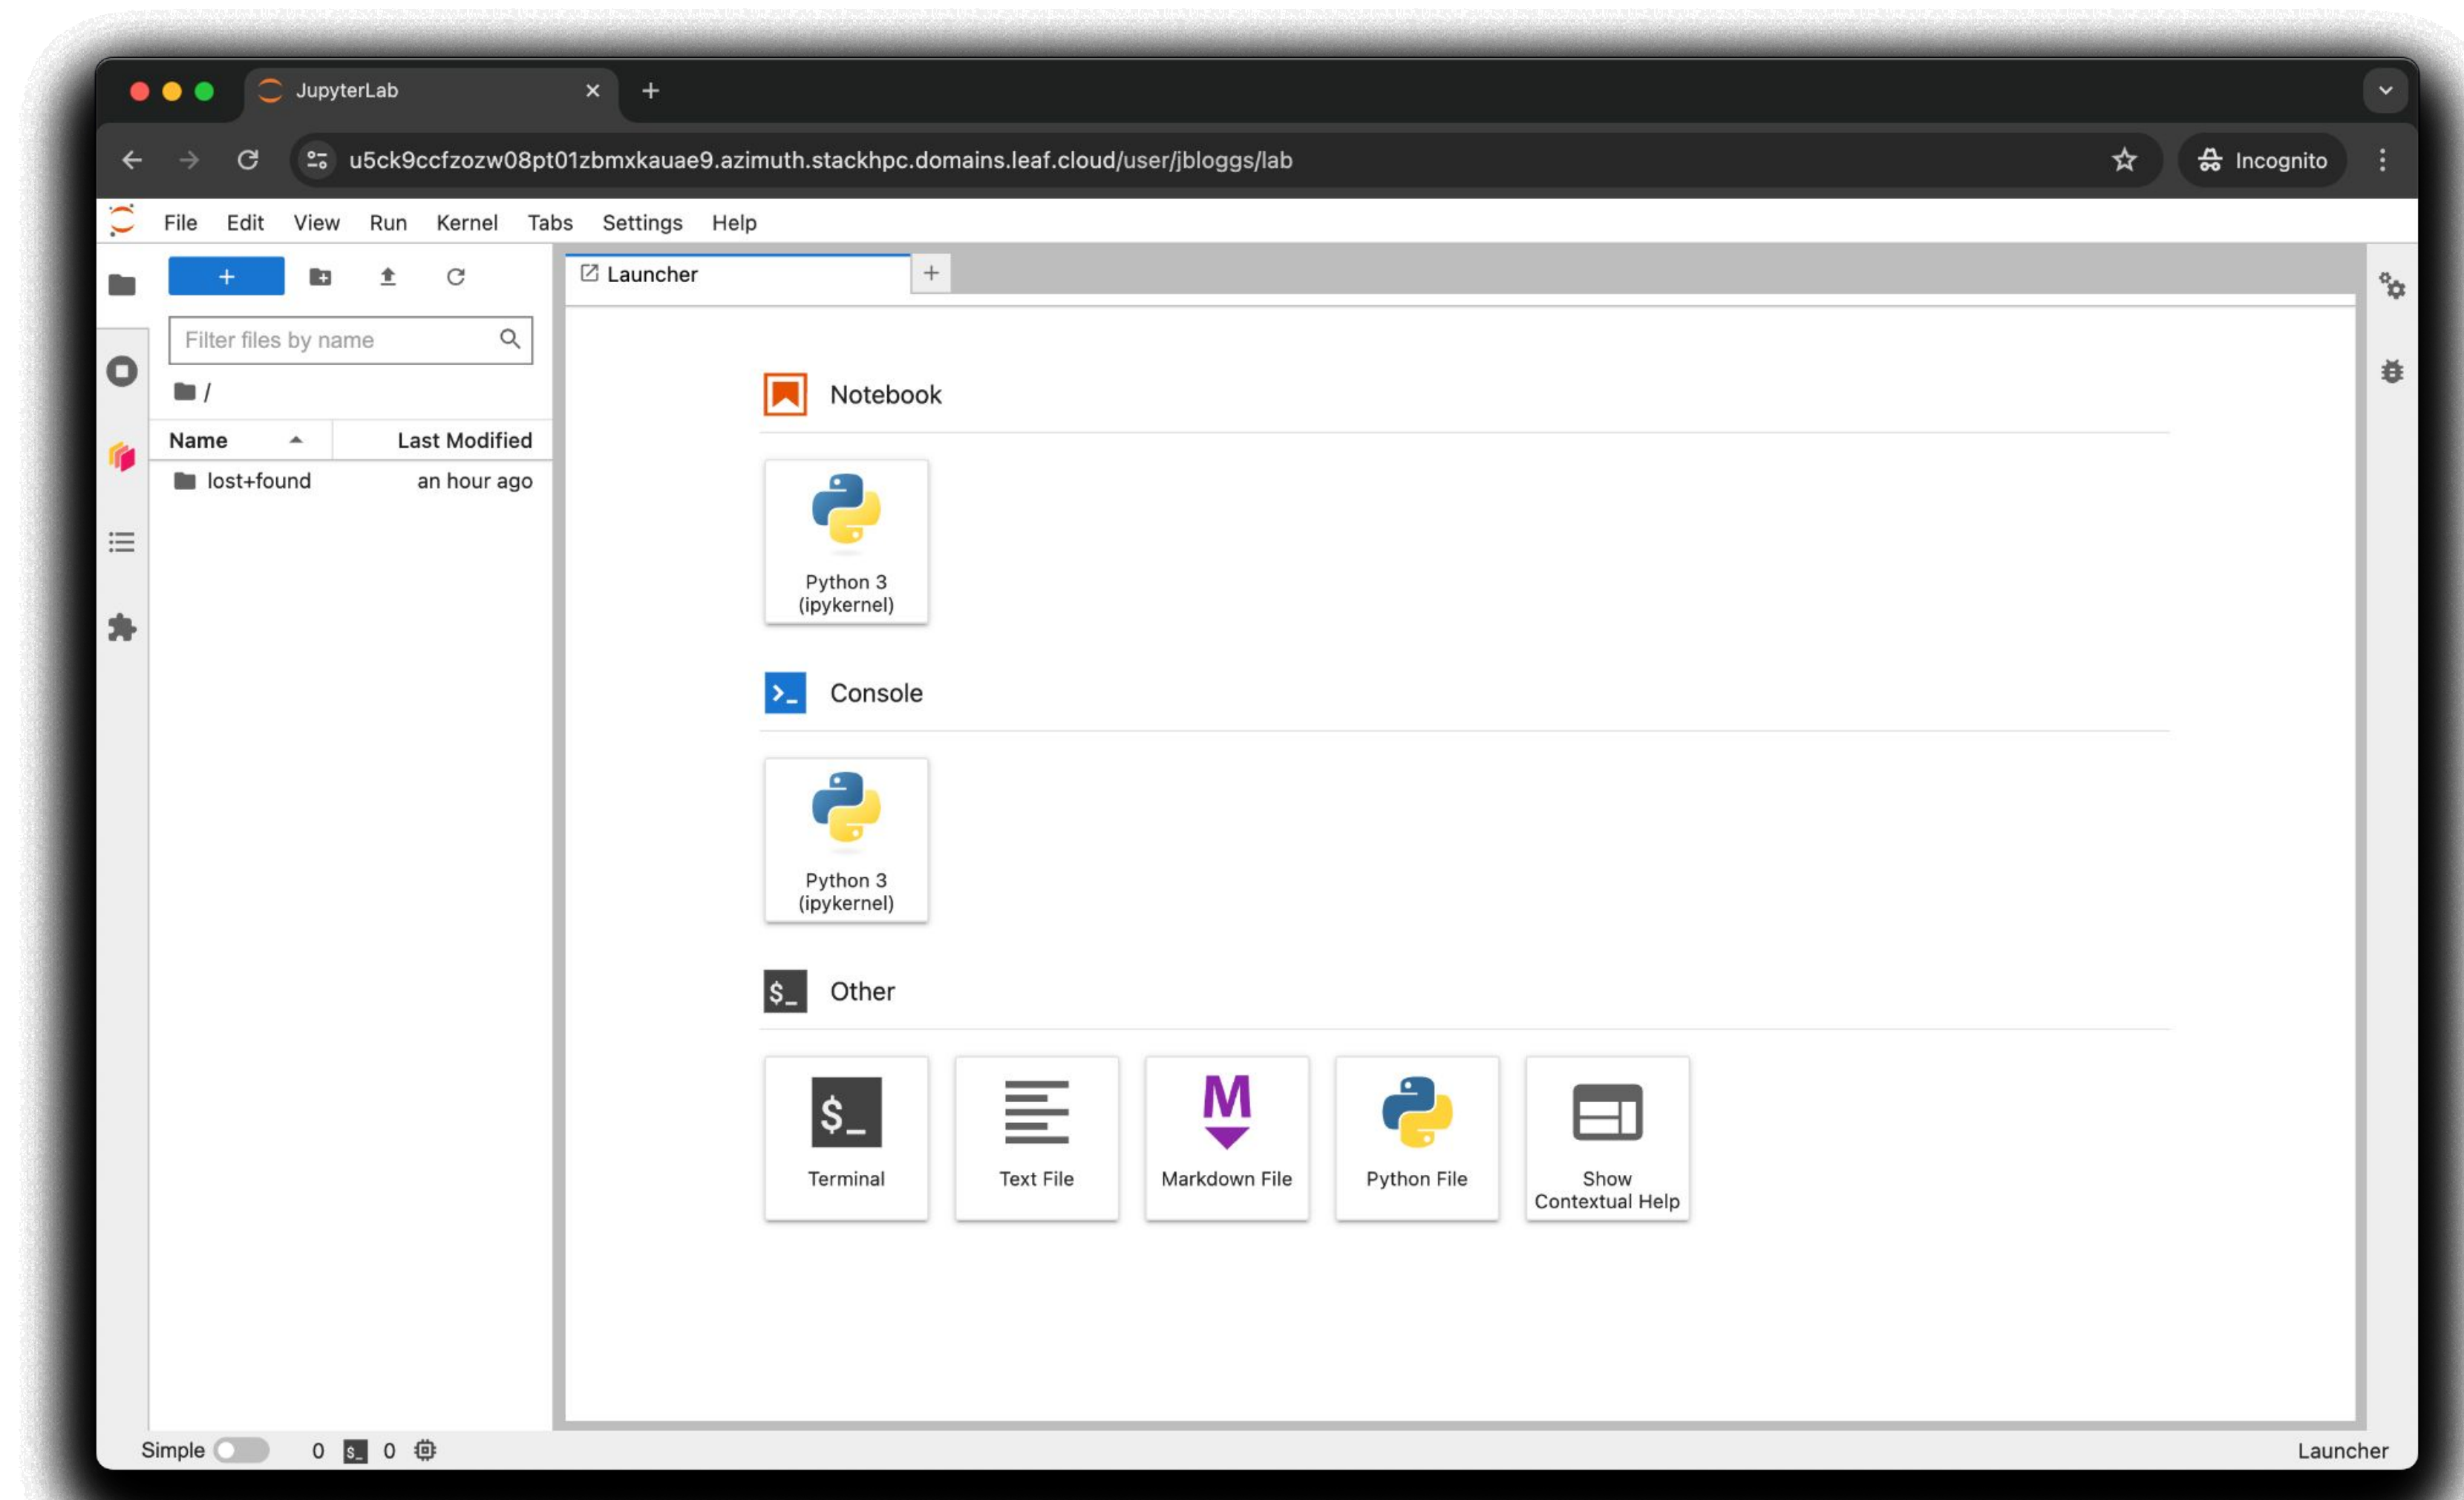 JupyterLab
u5ck9ccfzozw08pt01zbmxkauae9.azimuth.stackhpc.domains.leaf.cloud/user/jbloggs/lab
Incognito
File Edit View Run Kernel Tabs Settings Help
Launcher
Filter files by name
/
Name Last Modified
lost+found an hour ago
Notebook
Python 3
(ipykernel)
Console
Python 3
(ipykernel)
$_ Other
$_
M
Terminal
Text File
Markdown File
Python File
Show
Contextual Help
Simple 0 $_ 0
Launcher